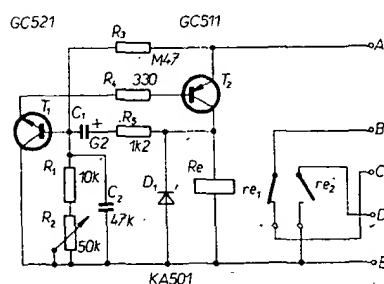 GC521
GC511
R3
M47
A
R4
330
T2
T1
C1
+
G2
R5
1k2
B
R1
10k
C2
47k
D1
Re
re1
re2
C
D
R2
50k
E
KA501